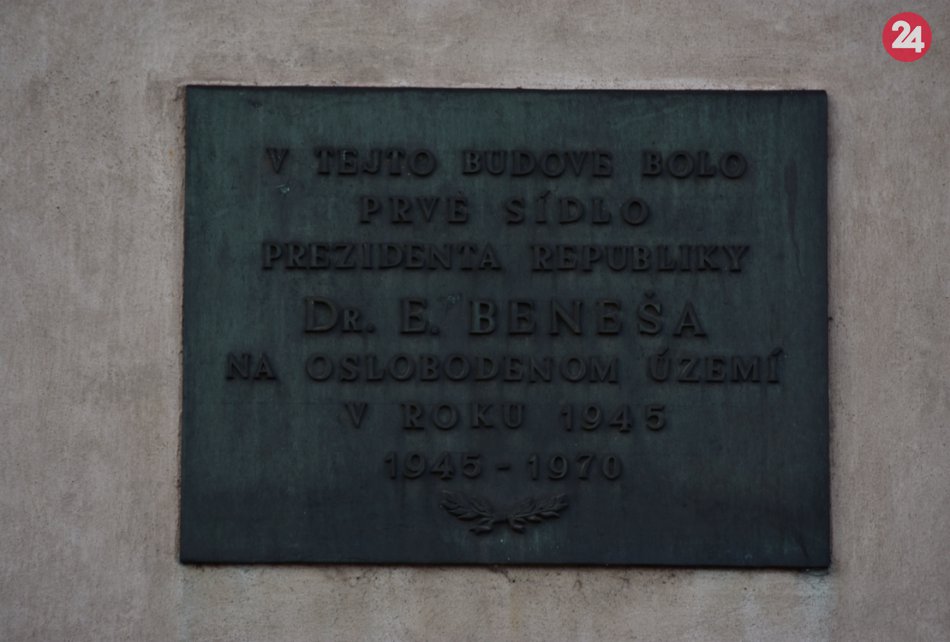 24
V TEJTO BUDOVE BOLO
PRVÉ SÍDLO
PREZIDENTA REPUBLIKY
DR. E. BENEŠA
NA OSLOBODENOM ÚZEMÍ
V ROKU 1945
1945 - 1970